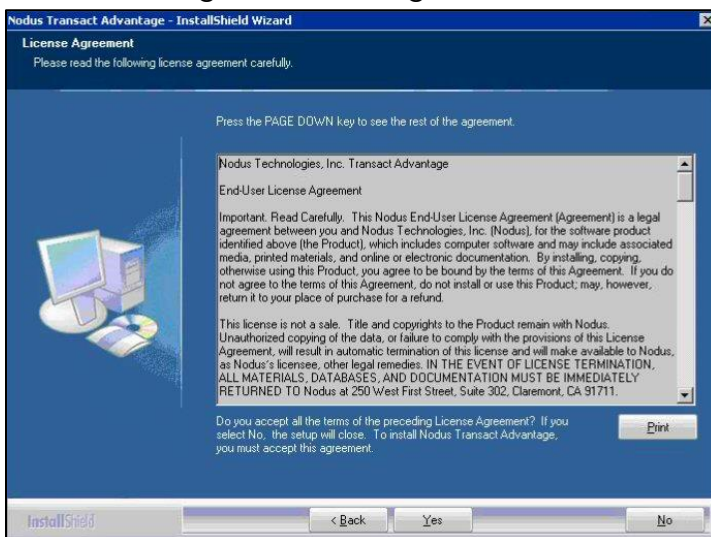 Nodus Transact Advantage - InstallShield Wizard
License Agreement
Please read the following license agreement carefully.
Press the PAGE DOWN key to see the rest of the agreement.
Nodus Technologies, Inc. Transact Advantage
End-User License Agreement
Important. Read Carefully.  This Nodus End-User License Agreement (Agreement) is a legal
agreement between you and Nodus Technologies, Inc. (Nodus), for the software product
identified above (the Product), which includes computer software and may include associated
media, printed materials, and online or electronic documentation.  By installing, copying,
otherwise using this Product, you agree to be bound by the terms of this Agreement.  If you do
not agree to the terms of this Agreement, do not install or use this Product; may, however,
return it to your place of purchase for a refund.
This license is not a sale.  Title and copyrights to the Product remain with Nodus.
Unauthorized copying of the data, or failure to comply with the provisions of this License
Agreement, will result in automatic termination of this license and will make available to Nodus,
as Nodus's licensee, other legal remedies. IN THE EVENT OF LICENSE TERMINATION,
ALL MATERIALS, DATABASES, AND DOCUMENTATION MUST BE IMMEDIATELY
RETURNED TO Nodus at 250 West First Street, Suite 302, Claremont, CA 91711.
Do you accept all the terms of the preceding License Agreement?  If you
select No, the setup will close.  To install Nodus Transact Advantage,
you must accept this agreement.
Print
InstallShield
< Back
Yes
No